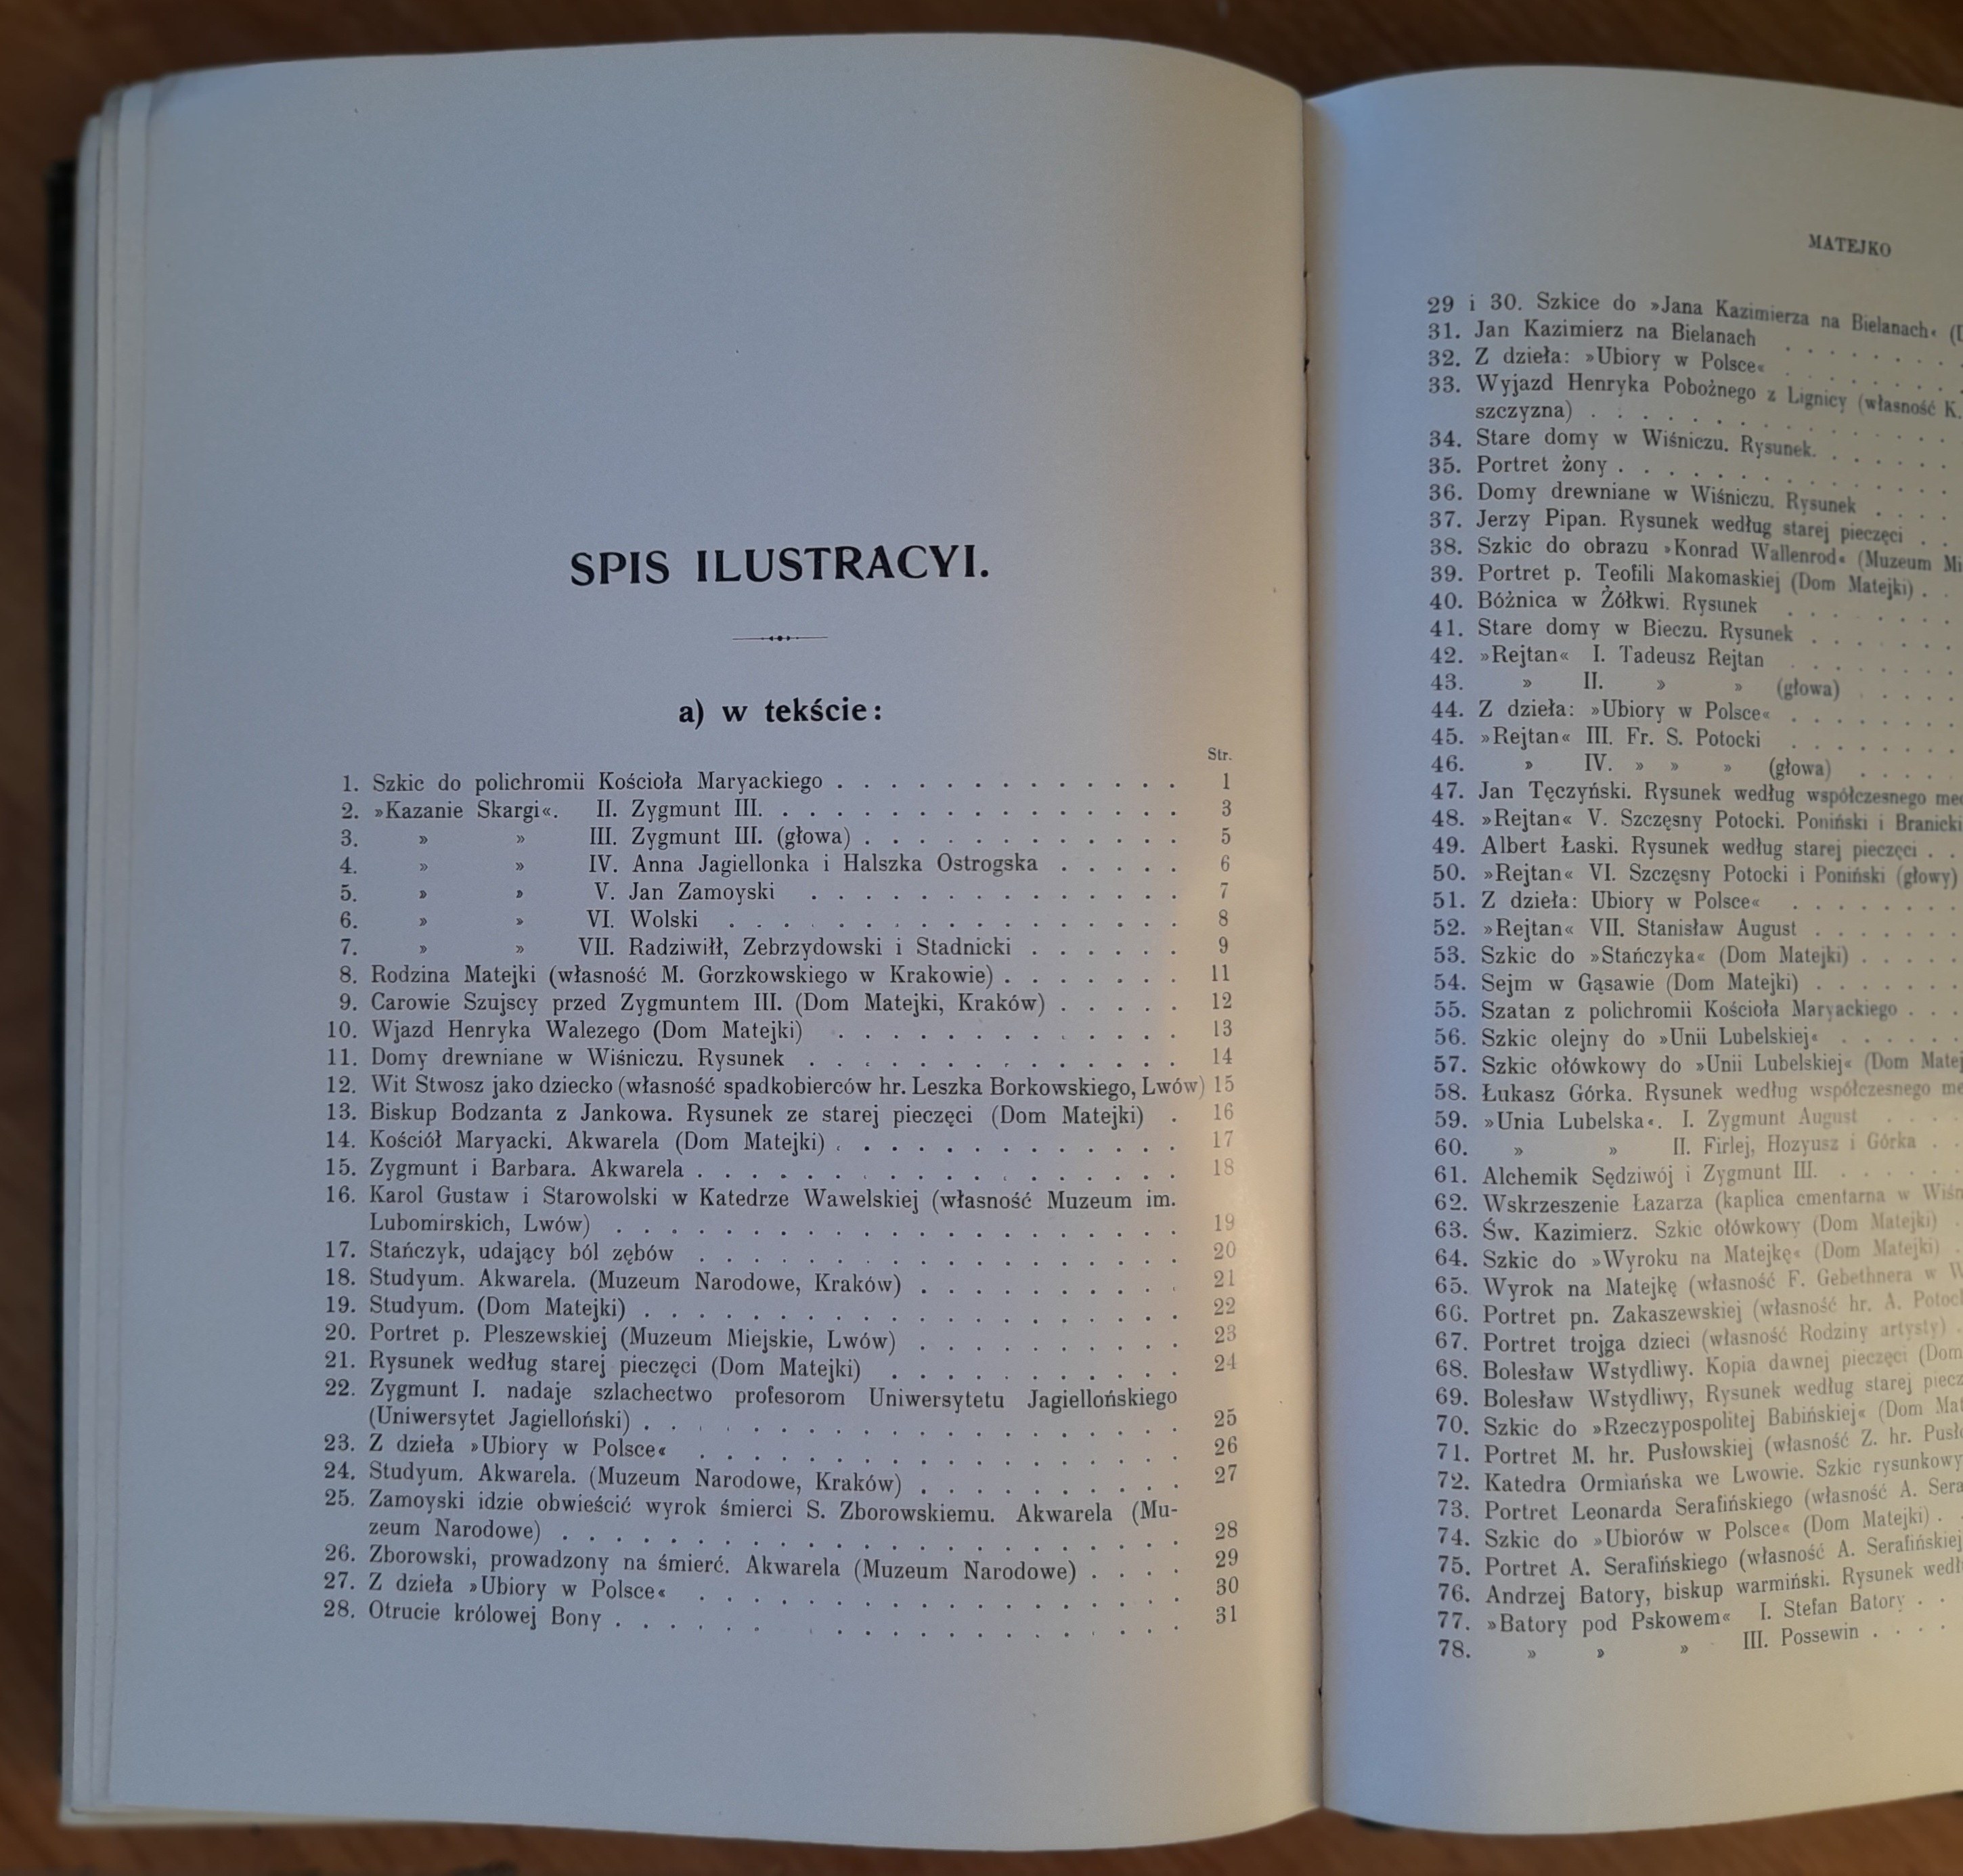 SPIS ILUSTRACYI.
a) w tekście:
Str.
1. Szkic do polichromii Kościoła Maryackiego . . . . . . . . . . . . . 1
2. »Kazanie Skargi«. II. Zygmunt III. . . . . . . . . . . . . . . . 3
3. » » III. Zygmunt III. (głowa) . . . . . . . . . . . . 5
4. » » IV. Anna Jagiellonka i Halszka Ostrogska . . . . . 6
5. » » V. Jan Zamoyski . . . . . . . . . . . . . . 7
6. » » VI. Wolski . . . . . . . . . . . . . . . . . 8
7. » » VII. Radziwiłł, Zebrzydowski i Stadnicki . . . . . . 9
8. Rodzina Matejki (własność M. Gorzkowskiego w Krakowie) . . . . . . . 11
9. Carowie Szujscy przed Zygmuntem III. (Dom Matejki, Kraków) . . . . . 12
10. Wjazd Henryka Walezego (Dom Matejki) . . . . . . . . . . . . . 13
11. Domy drewniane w Wiśniczu. Rysunek . . . . . . . . . . . . . . 14
12. Wit Stwosz jako dziecko (własność spadkobierców hr. Leszka Borkowskiego, Lwów) 15
13. Biskup Bodzanta z Jankowa. Rysunek ze starej pieczęci (Dom Matejki) . 16
14. Kościół Maryacki. Akwarela (Dom Matejki) . . . . . . . . . . . . . 17
15. Zygmunt i Barbara. Akwarela . . . . . . . . . . . . . . . . . . 18
16. Karol Gustaw i Starowolski w Katedrze Wawelskiej (własność Muzeum im.
Lubomirskich, Lwów) . . . . . . . . . . . . . . . . . . . . . 19
17. Stańczyk, udający ból zębów . . . . . . . . . . . . . . . . . . 20
18. Studyum. Akwarela. (Muzeum Narodowe, Kraków) . . . . . . . . . . 21
19. Studyum. (Dom Matejki) . . . . . . . . . . . . . . . . . . . . 22
20. Portret p. Pleszewskiej (Muzeum Miejskie, Lwów) . . . . . . . . . . 23
21. Rysunek według starej pieczęci (Dom Matejki) . . . . . . . . . . . 24
22. Zygmunt I. nadaje szlachectwo profesorom Uniwersytetu Jagiellońskiego
(Uniwersytet Jagielloński) . . . . . . . . . . . . . . . . . . . . 25
23. Z dzieła »Ubiory w Polsce« . . . . . . . . . . . . . . . . . . 26
24. Studyum. Akwarela. (Muzeum Narodowe, Kraków) . . . . . . . . . . 27
25. Zamoyski idzie obwieścić wyrok śmierci S. Zborowskiemu. Akwarela (Mu-
zeum Narodowe) . . . . . . . . . . . . . . . . . . . . . . . 28
26. Zborowski, prowadzony na śmierć. Akwarela (Muzeum Narodowe) . . . . 29
27. Z dzieła »Ubiory w Polsce« . . . . . . . . . . . . . . . . . . 30
28. Otrucie królowej Bony . . . . . . . . . . . . . . . . . . . . . 31
MATEJKO
29 i 30. Szkice do »Jana Kazimierza na Bielanach«
31. Jan Kazimierz na Bielanach . . . . . . .
32. Z dzieła: »Ubiory w Polsce« . . . . . . .
33. Wyjazd Henryka Pobożnego z Lignicy (własność K.
szczyzna) . . . . . . . . . . . . . .
34. Stare domy w Wiśniczu. Rysunek. . . . . .
35. Portret żony . . . . . . . . . . . . .
36. Domy drewniane w Wiśniczu. Rysunek . . . .
37. Jerzy Pipan. Rysunek według starej pieczęci . .
38. Szkic do obrazu »Konrad Wallenrod« (Muzeum
39. Portret p. Teofili Makomaskiej (Dom Matejki) . .
40. Bóżnica w Żółkwi. Rysunek . . . . . . .
41. Stare domy w Bieczu. Rysunek . . . . . .
42. »Rejtan« I. Tadeusz Rejtan . . . . . . .
43. » II. » » (głowa) . . . .
44. Z dzieła: »Ubiory w Polsce« . . . . . . .
45. »Rejtan« III. Fr. S. Potocki . . . . . . .
46. » IV. » » » (głowa) . . . .
47. Jan Tęczyński. Rysunek według współczesnego
48. »Rejtan« V. Szczęsny Potocki. Poniński i Branicki
49. Albert Łaski. Rysunek według starej pieczęci . .
50. »Rejtan« VI. Szczęsny Potocki i Poniński (głowy)
51. Z dzieła: Ubiory w Polsce« . . . . . . .
52. »Rejtan« VII. Stanisław August . . . . . .
53. Szkic do »Stańczyka« (Dom Matejki) . . . . .
54. Sejm w Gąsawie (Dom Matejki) . . . . . .
55. Szatan z polichromii Kościoła Maryackiego . . .
56. Szkic olejny do »Unii Lubelskiej« . . . . .
57. Szkic ołówkowy do »Unii Lubelskiej« (Dom
58. Łukasz Górka. Rysunek według współczesnego
59. »Unia Lubelska«. I. Zygmunt August . . . .
60. » » II. Firlej, Hozyusz i Górka . .
61. Alchemik Sędziwój i Zygmunt III. . . . . .
62. Wskrzeszenie Łazarza (kaplica cmentarna w
63. Św. Kazimierz. Szkic ołówkowy (Dom Matejki) .
64. Szkic do »Wyroku na Matejkę« (Dom Matejki) .
65. Wyrok na Matejkę (własność F. Gebethnera w
66. Portret pn. Zakaszewskiej (własność hr. A.
67. Portret trojga dzieci (własność Rodziny artysty) .
68. Bolesław Wstydliwy. Kopia dawnej pieczęci (Dom
69. Bolesław Wstydliwy, Rysunek według starej
70. Szkic do »Rzeczypospolitej Babińskiej« (Dom
71. Portret M. hr. Pusłowskiej (własność Z. hr.
72. Katedra Ormiańska we Lwowie. Szkic rysunkowy
73. Portret Leonarda Serafińskiego (własność A.
74. Szkic do »Ubiorów w Polsce« (Dom Matejki) . .
75. Portret A. Serafińskiego (własność A. Serafińskiej
76. Andrzej Batory, biskup warmiński. Rysunek
77. »Batory pod Pskowem« I. Stefan Batory . .
78. » » » III. Possewin . . . .